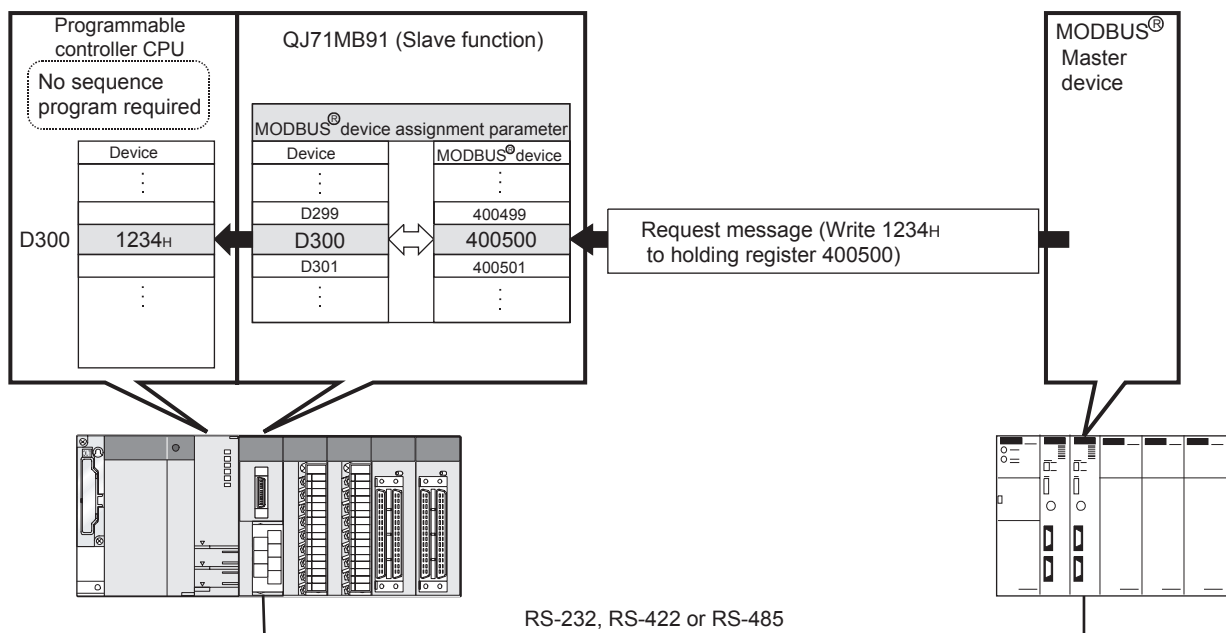 Programmable
controller CPU
No sequence
program required
Device
⋮
D300
1234H
⋮
QJ71MB91 (Slave function)
MODBUS® device assignment parameter
Device
MODBUS® device
⋮
⋮
D299
400499
D300
400500
D301
400501
⋮
⋮
Request message (Write 1234H
to holding register 400500)
MODBUS®
Master
device
RS-232, RS-422 or RS-485